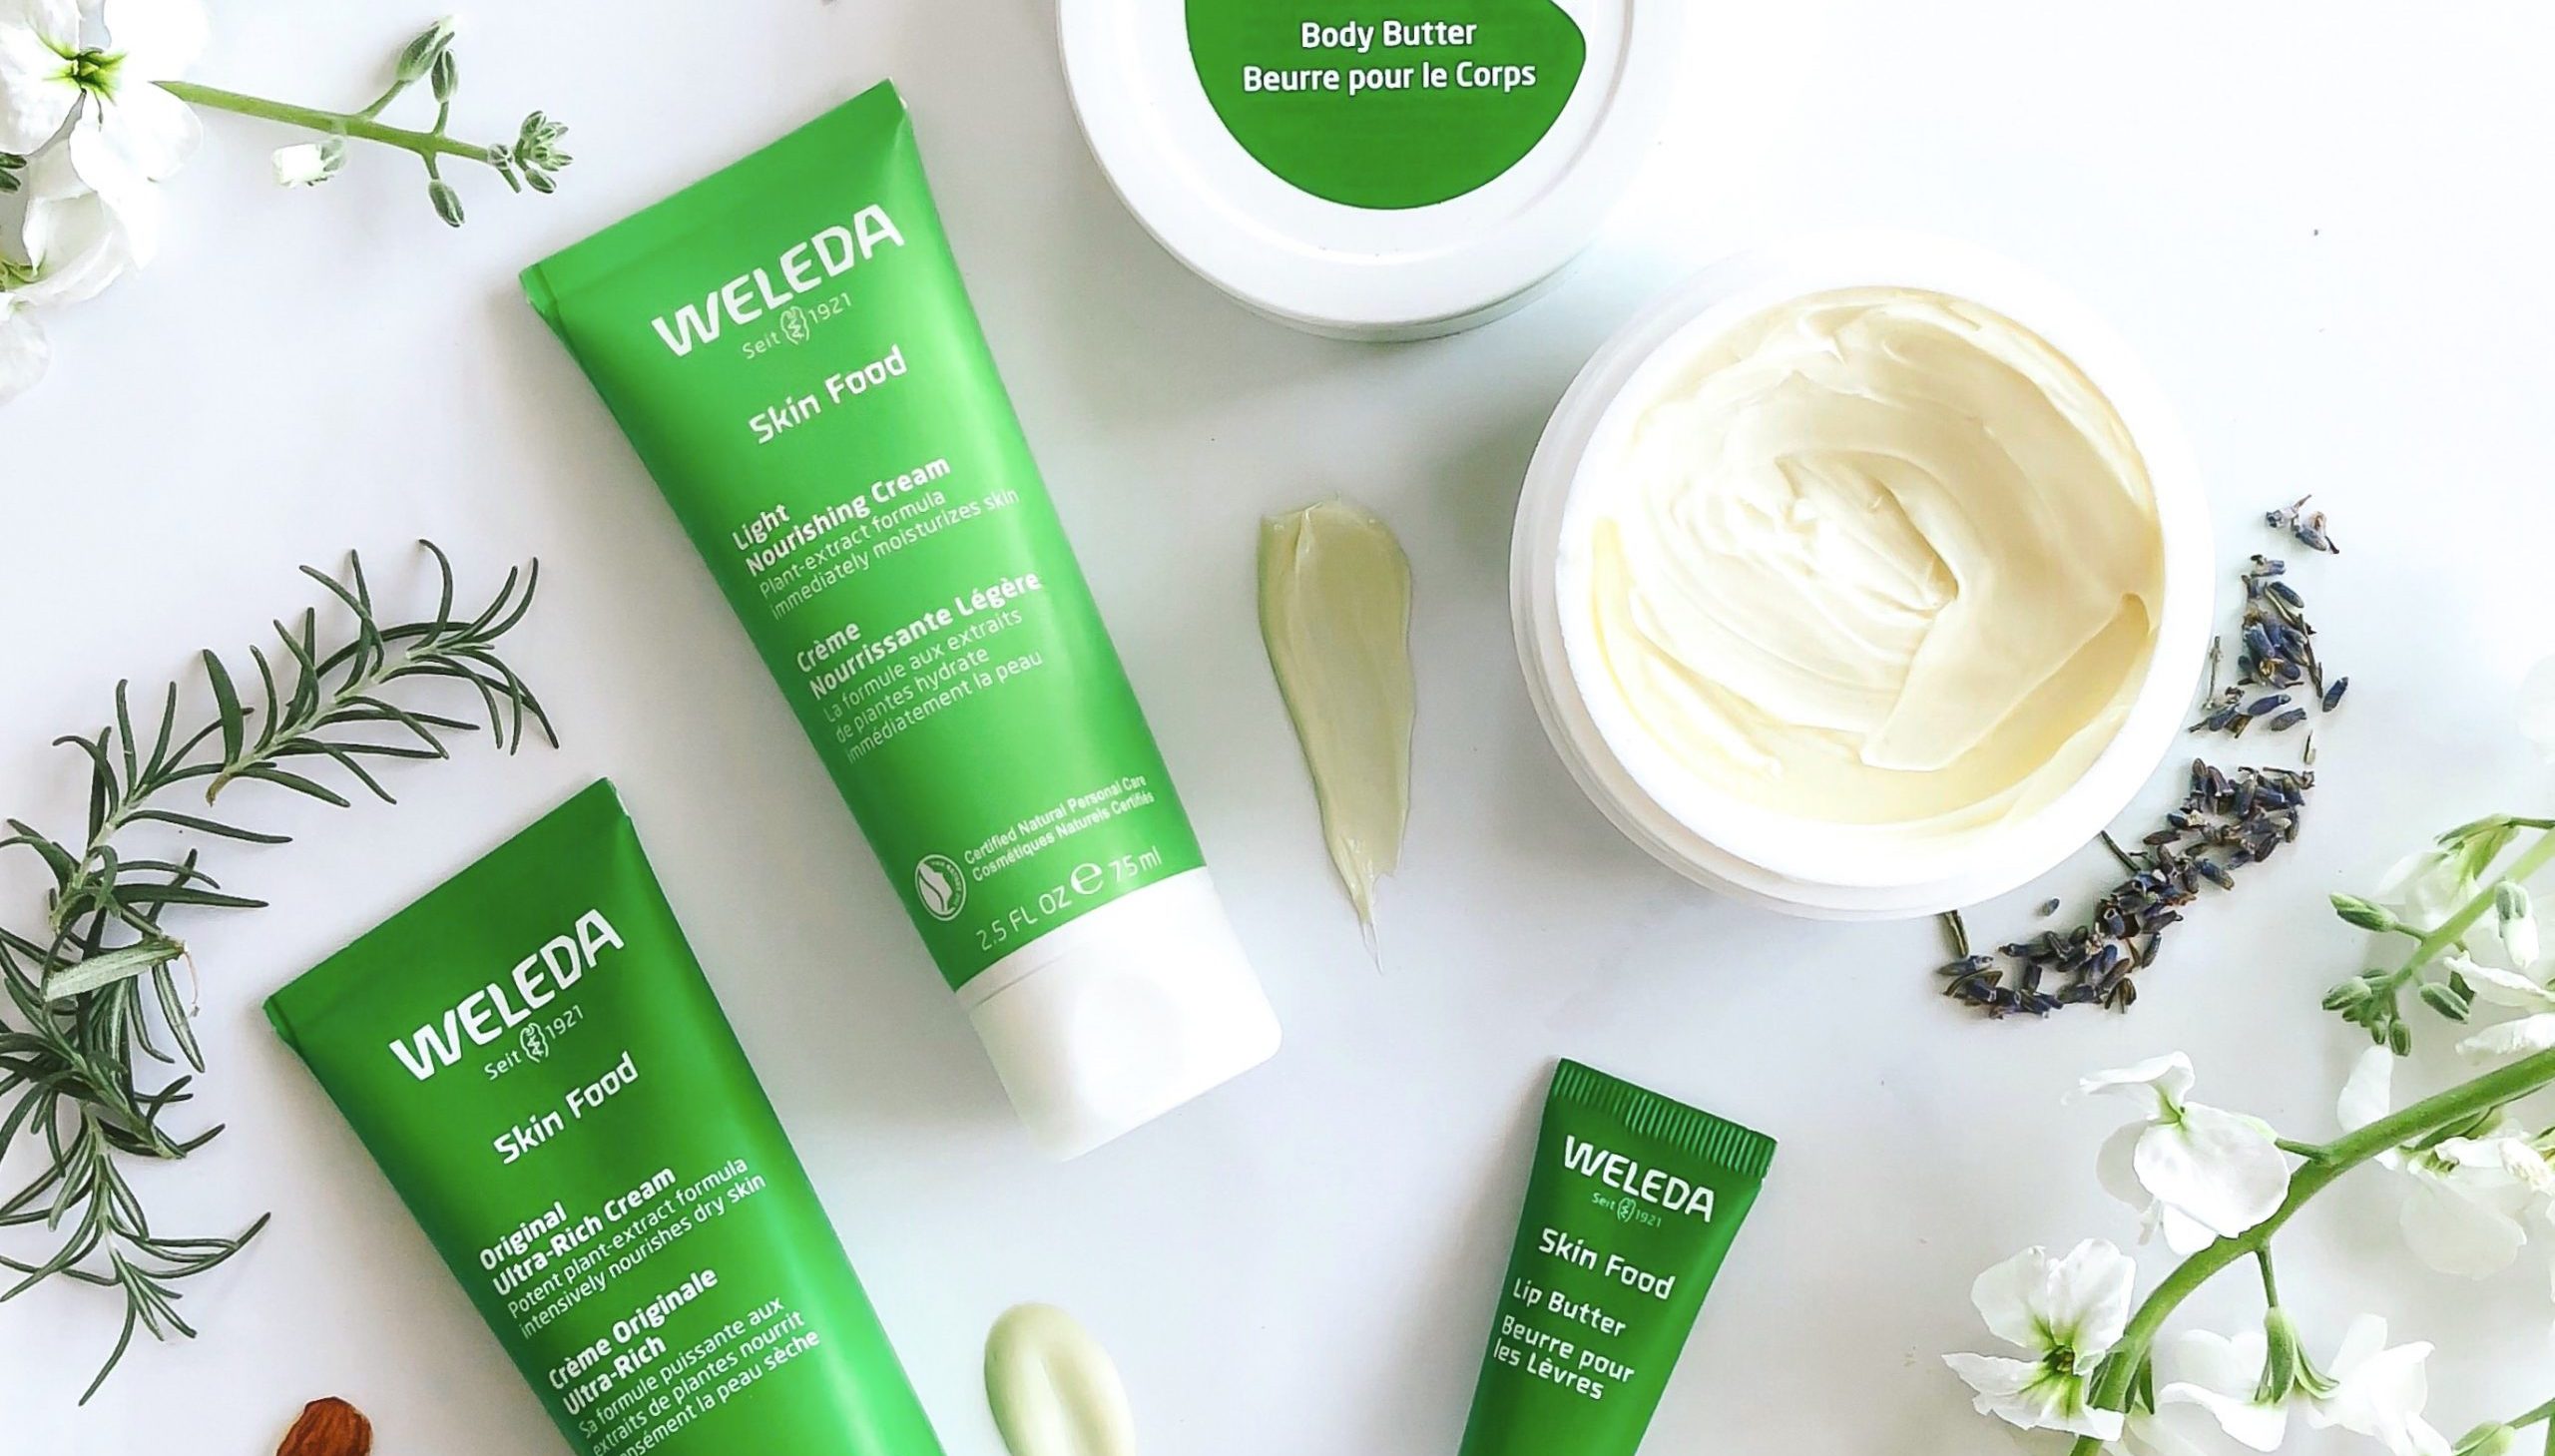 Body Butter
Beurre pour le Corps
WELEDA
Seit 1921
Skin Food
Light
Nourishing Cream
Plant-extract formula
immediately moisturizes skin
Crème
Nourrissante Légère
La formule aux extraits
de plantes hydrate
immédiatement la peau
Certified Natural Personal Care
Cosmétiques Naturels Certifiés
2.5 FL OZ e 75 ml
WELEDA
Seit 1921
Skin Food
Original
Ultra-Rich Cream
Potent plant-extract formula
intensively nourishes dry skin
Crème Originale
Ultra-Rich
Sa formule puissante aux
extraits de plantes nourrit
la peau sèche
WELEDA
Seit 1921
Skin Food
Lip Butter
Beurre pour
les Lèvres